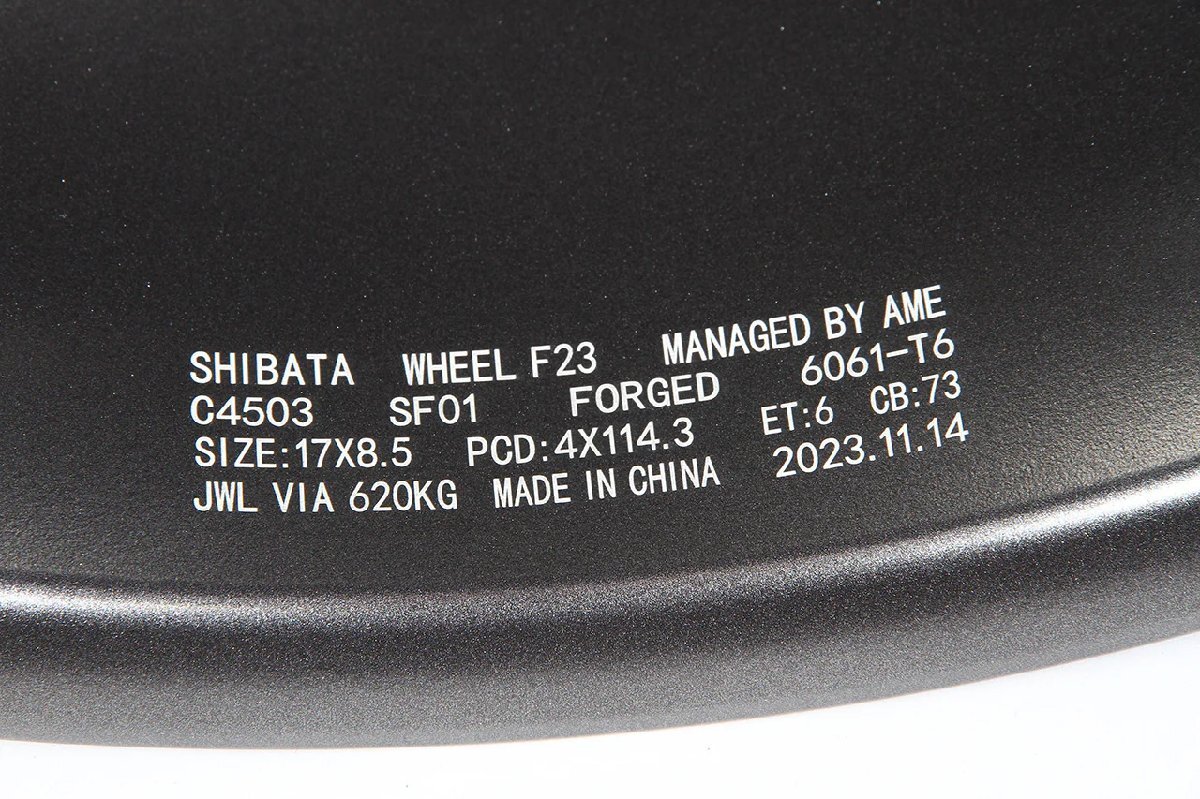 SHIBATA WHEEL F23 MANAGED BY AME
C4503 SF01 FORGED 6061-T6
SIZE:17X8.5 PCD:4X114.3 ET:6 CB:73
JWL VIA 620KG MADE IN CHINA 2023.11.14